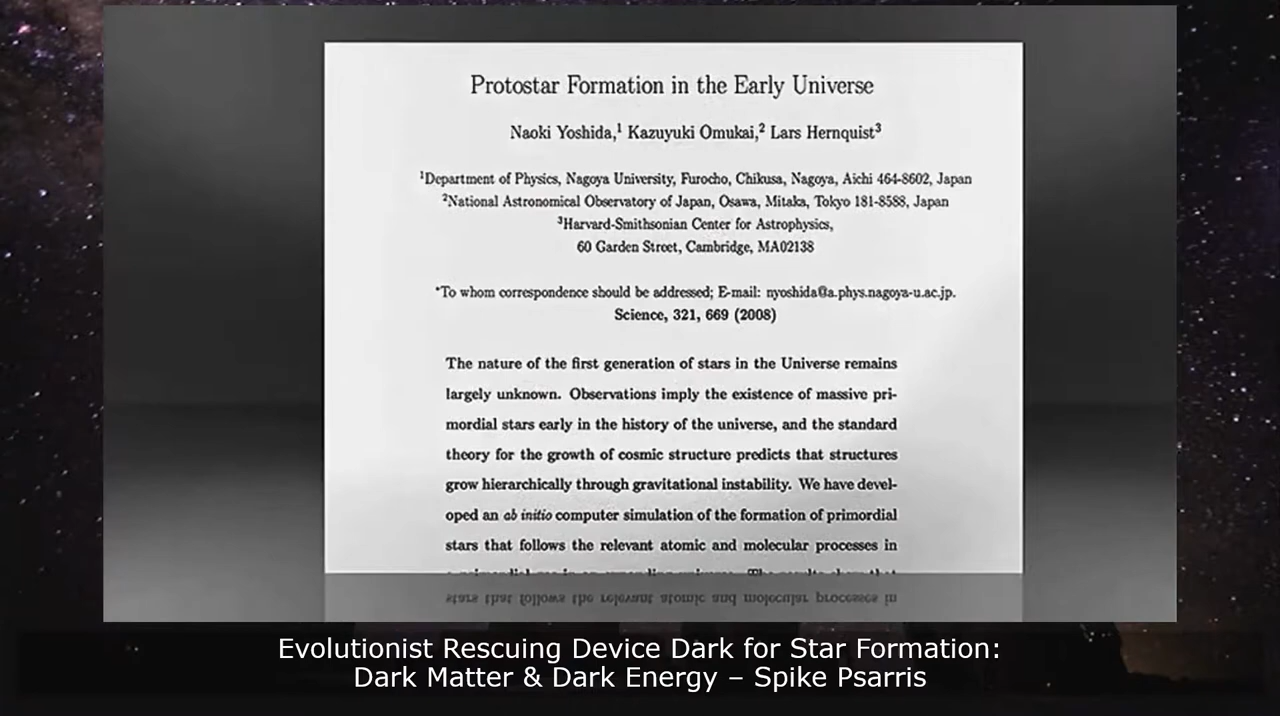 Protostar Formation in the Early Universe
Naoki Yoshida,¹ Kazuyuki Omukai,² Lars Hernquist³
¹Department of Physics, Nagoya University, Furocho, Chikusa, Nagoya, Aichi 464-8602, Japan
²National Astronomical Observatory of Japan, Osawa, Mitaka, Tokyo 181-8588, Japan
³Harvard-Smithsonian Center for Astrophysics,
60 Garden Street, Cambridge, MA02138
*To whom correspondence should be addressed; E-mail: nyoshida@a.phys.nagoya-u.ac.jp.
Science, 321, 669 (2008)
The nature of the first generation of stars in the Universe remains
largely unknown. Observations imply the existence of massive pri-
mordial stars early in the history of the universe, and the standard
theory for the growth of cosmic structure predicts that structures
grow hierarchically through gravitational instability. We have devel-
oped an ab initio computer simulation of the formation of primordial
stars that follows the relevant atomic and molecular processes in
Evolutionist Rescuing Device Dark for Star Formation:
Dark Matter & Dark Energy – Spike Psarris